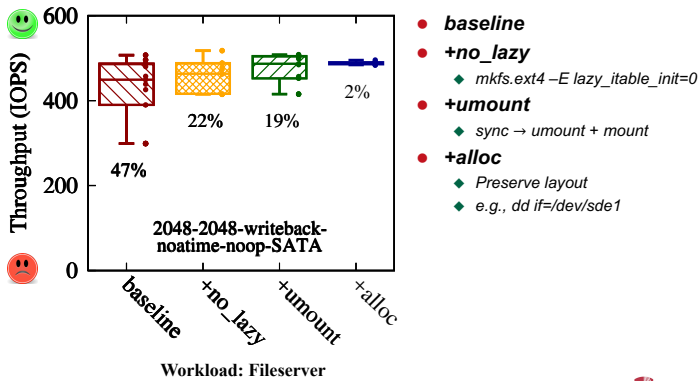 Throughput (IOPS)
600
400
200
0
47%
22%
19%
2%
2048-2048-writeback-
noatime-noop-SATA
baseline
+no_lazy
+umount
+alloc
Workload: Fileserver
baseline
+no_lazy
mkfs.ext4 –E lazy_itable_init=0
+umount
sync → umount + mount
+alloc
Preserve layout
e.g., dd if=/dev/sde1